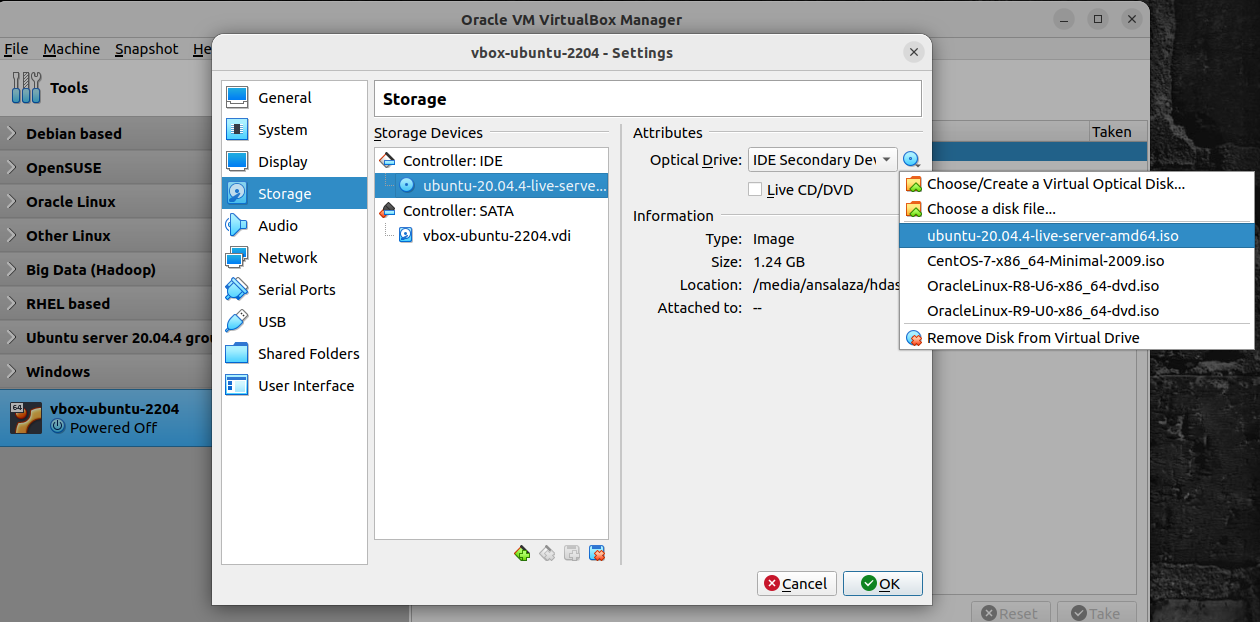 Oracle VM VirtualBox Manager
File Machine Snapshot He
vbox-ubuntu-2204 - Settings
Tools
Debian based
OpenSUSE
Oracle Linux
Other Linux
Big Data (Hadoop)
RHEL based
Ubuntu server 20.04.4 grou
Windows
64
vbox-ubuntu-2204
Powered Off
General
System
Display
Storage
Audio
Network
Serial Ports
USB
Shared Folders
User Interface
Storage
Storage Devices
Controller: IDE
ubuntu-20.04.4-live-serve...
Controller: SATA
vbox-ubuntu-2204.vdi
Attributes
Optical Drive: IDE Secondary Dev
Live CD/DVD
Information
Type: Image
Size: 1.24 GB
Location: /media/ansalaza/hdas
Attached to: --
Taken
Choose/Create a Virtual Optical Disk...
Choose a disk file...
ubuntu-20.04.4-live-server-amd64.iso
CentOS-7-x86_64-Minimal-2009.iso
OracleLinux-R8-U6-x86_64-dvd.iso
OracleLinux-R9-U0-x86_64-dvd.iso
Remove Disk from Virtual Drive
Cancel OK
Reset Take